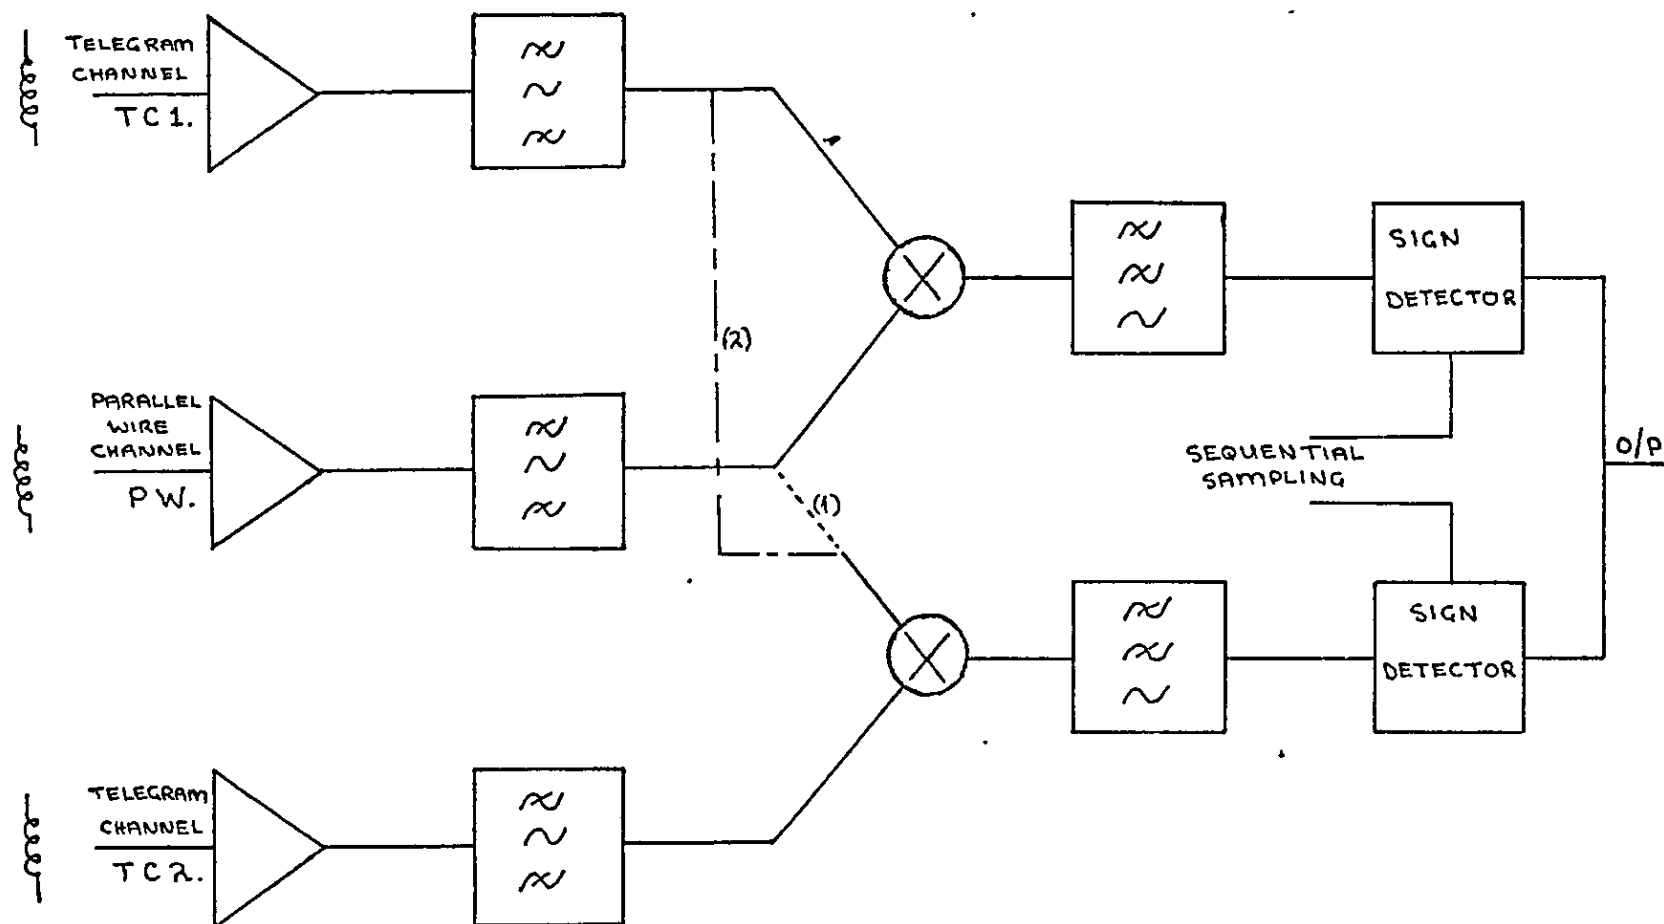 TELEGRAM
CHANNEL
TC1.
(2)
SIGN
DETECTOR
PARALLEL
WIRE
CHANNEL
PW.
(1)
SEQUENTIAL
SAMPLING
O/P
SIGN
DETECTOR
TELEGRAM
CHANNEL
TC2.